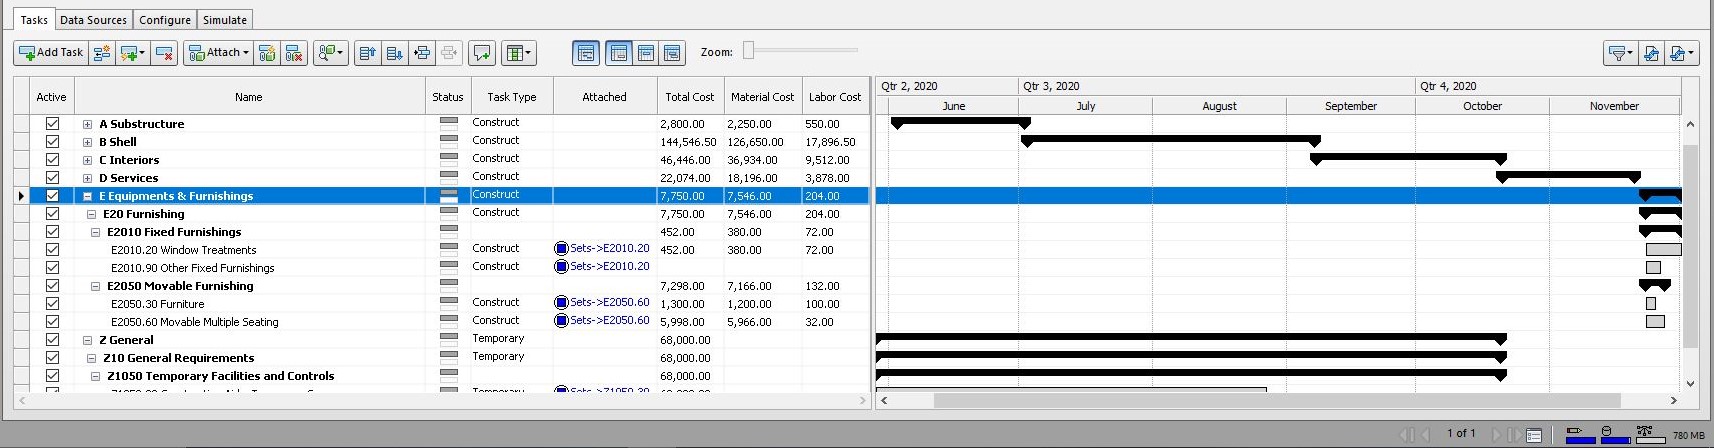 Tasks Data Sources Configure Simulate
Add Task Attach Zoom:
Active Name Status Task Type Attached Total Cost Material Cost Labor Cost
Qtr 2, 2020 Qtr 3, 2020 Qtr 4, 2020
June July August September October November
A Substructure Construct 2,800.00 2,250.00 550.00
B Shell Construct 144,546.50 126,650.00 17,896.50
C Interiors Construct 46,446.00 36,934.00 9,512.00
D Services Construct 22,074.00 18,196.00 3,878.00
E Equipments & Furnishings Construct 7,750.00 7,546.00 204.00
E20 Furnishing Construct 7,750.00 7,546.00 204.00
E2010 Fixed Furnishings 452.00 380.00 72.00
E2010.20 Window Treatments Construct Sets->E2010.20 452.00 380.00 72.00
E2010.90 Other Fixed Furnishings Construct Sets->E2010.20
E2050 Movable Furnishing 7,298.00 7,166.00 132.00
E2050.30 Furniture Construct Sets->E2050.60 1,300.00 1,200.00 100.00
E2050.60 Movable Multiple Seating Construct Sets->E2050.60 5,998.00 5,966.00 32.00
Z General Temporary 68,000.00
Z10 General Requirements Temporary 68,000.00
Z1050 Temporary Facilities and Controls 68,000.00
1 of 1 780 MB